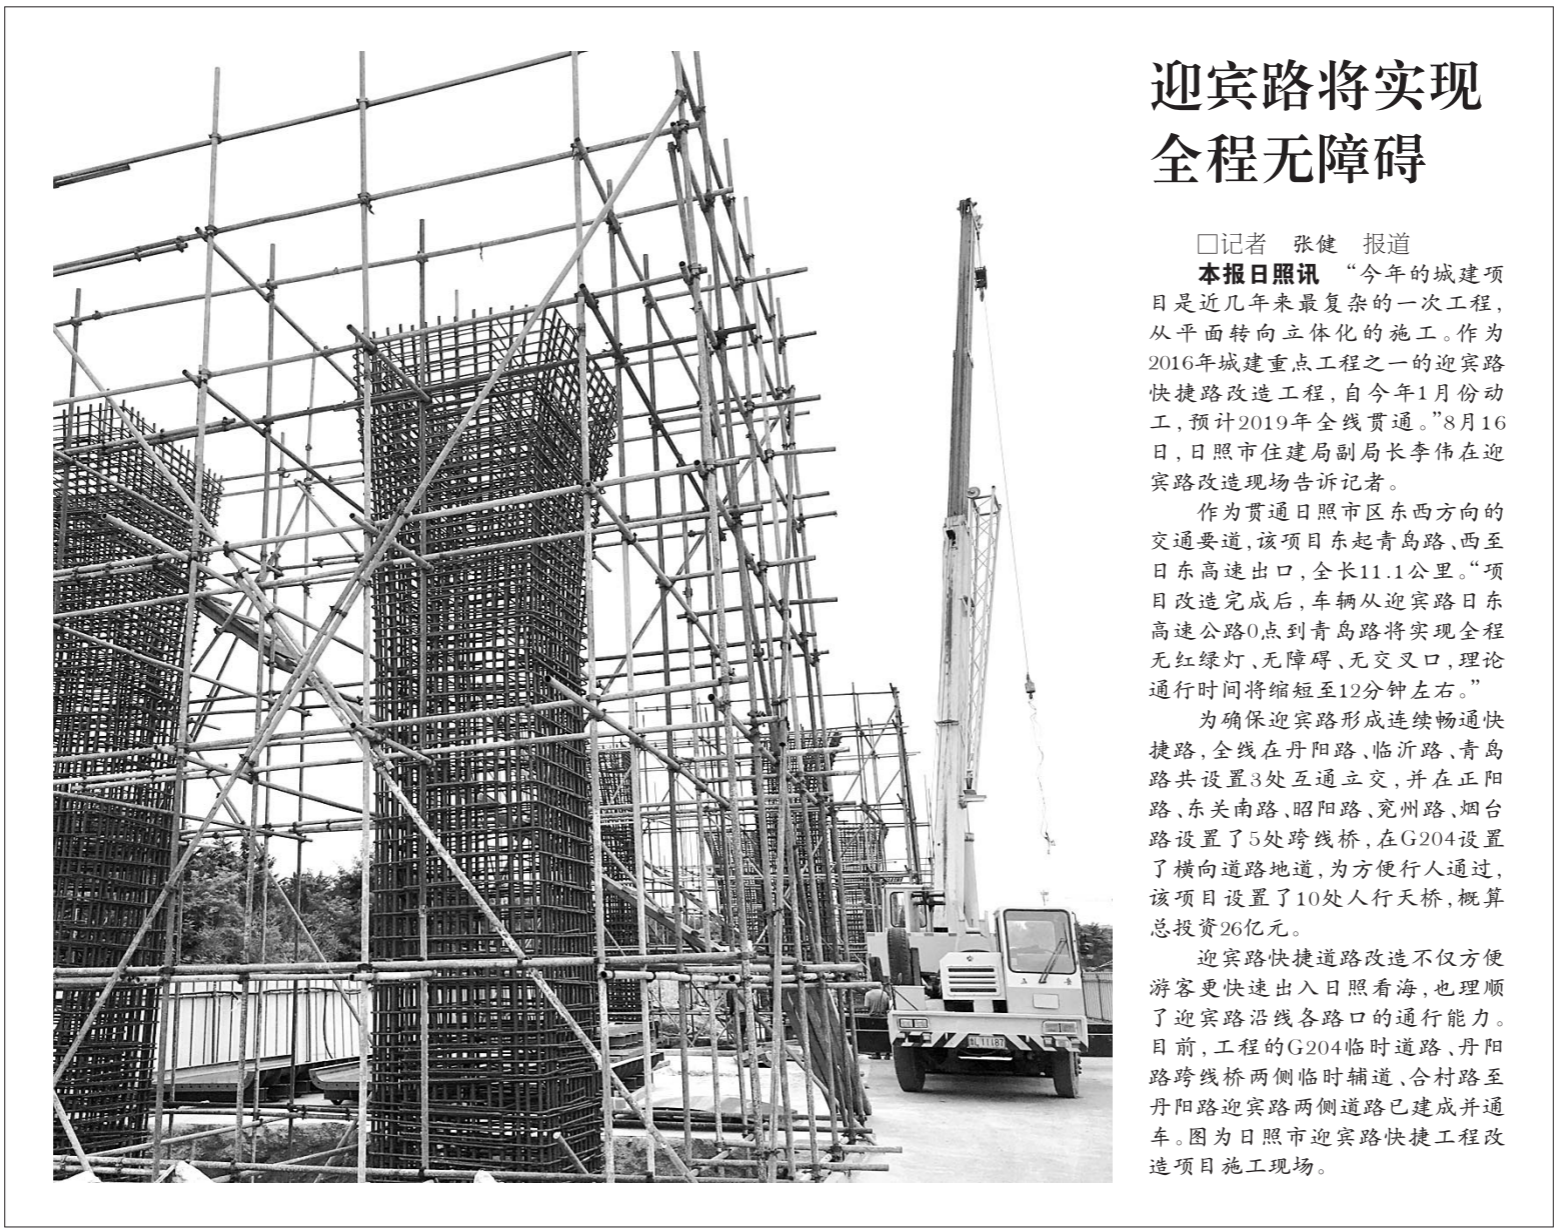 迎宾路将实现
全程无障碍
□记者 张健 报道
本报日照讯 “今年的城建项
目是近几年来最复杂的一次工程，
从平面转向立体化的施工。作为
2016年城建重点工程之一的迎宾路
快捷路改造工程，自今年1月份动
工，预计2019年全线贯通。”8月16
日，日照市住建局副局长李伟在迎
宾路改造现场告诉记者。
作为贯通日照市区东西方向的
交通要道，该项目东起青岛路、西至
日东高速出口，全长11.1公里。“项
目改造完成后，车辆从迎宾路日东
高速公路0点到青岛路将实现全程
无红绿灯、无障碍、无交叉口，理论
通行时间将缩短至12分钟左右。”
为确保迎宾路形成连续畅通快
捷路，全线在丹阳路、临沂路、青岛
路共设置3处互通立交，并在正阳
路、东关南路、昭阳路、兖州路、烟台
路设置了5处跨线桥，在G204设置
了横向道路地道，为方便行人通过，
该项目设置了10处人行天桥，概算
总投资26亿元。
迎宾路快捷道路改造不仅方便
游客更快速出入日照看海，也理顺
了迎宾路沿线各路口的通行能力。
目前，工程的G204临时道路、丹阳
路跨线桥两侧临时辅道、合村路至
丹阳路迎宾路两侧道路已建成并通
车。图为日照市迎宾路快捷工程改
造项目施工现场。